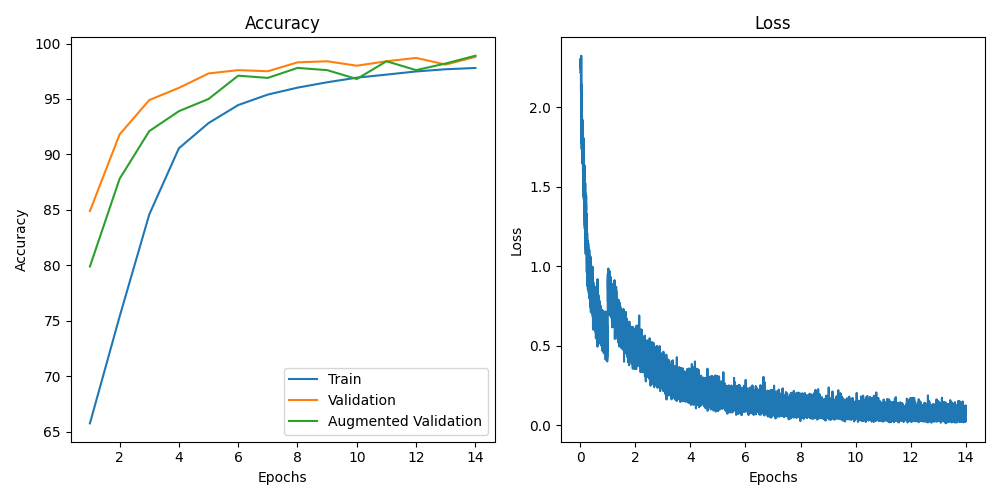 Accuracy
Loss
100
95
90
85
80
75
70
65
Accuracy
2 4 6 8 10 12 14
Epochs
Train
Validation
Augmented Validation
2.0
1.5
1.0
0.5
0.0
Loss
0 2 4 6 8 10 12 14
Epochs